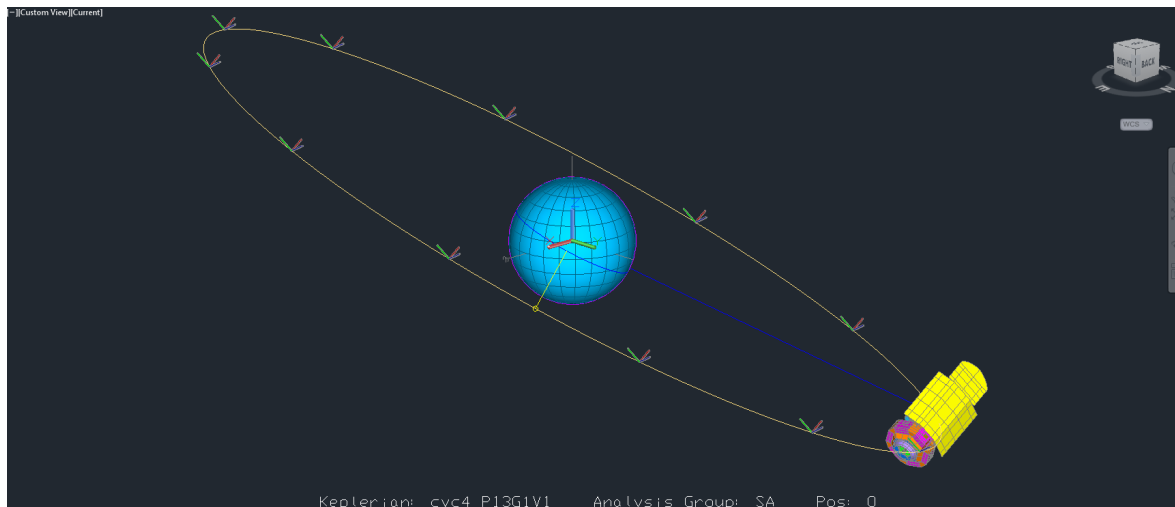 [−][Custom View][Current]
RIGHT BACK
WCS
Z
Keplerian: cyc4_P13G1V1 Analysis Group: SA Pos: 0